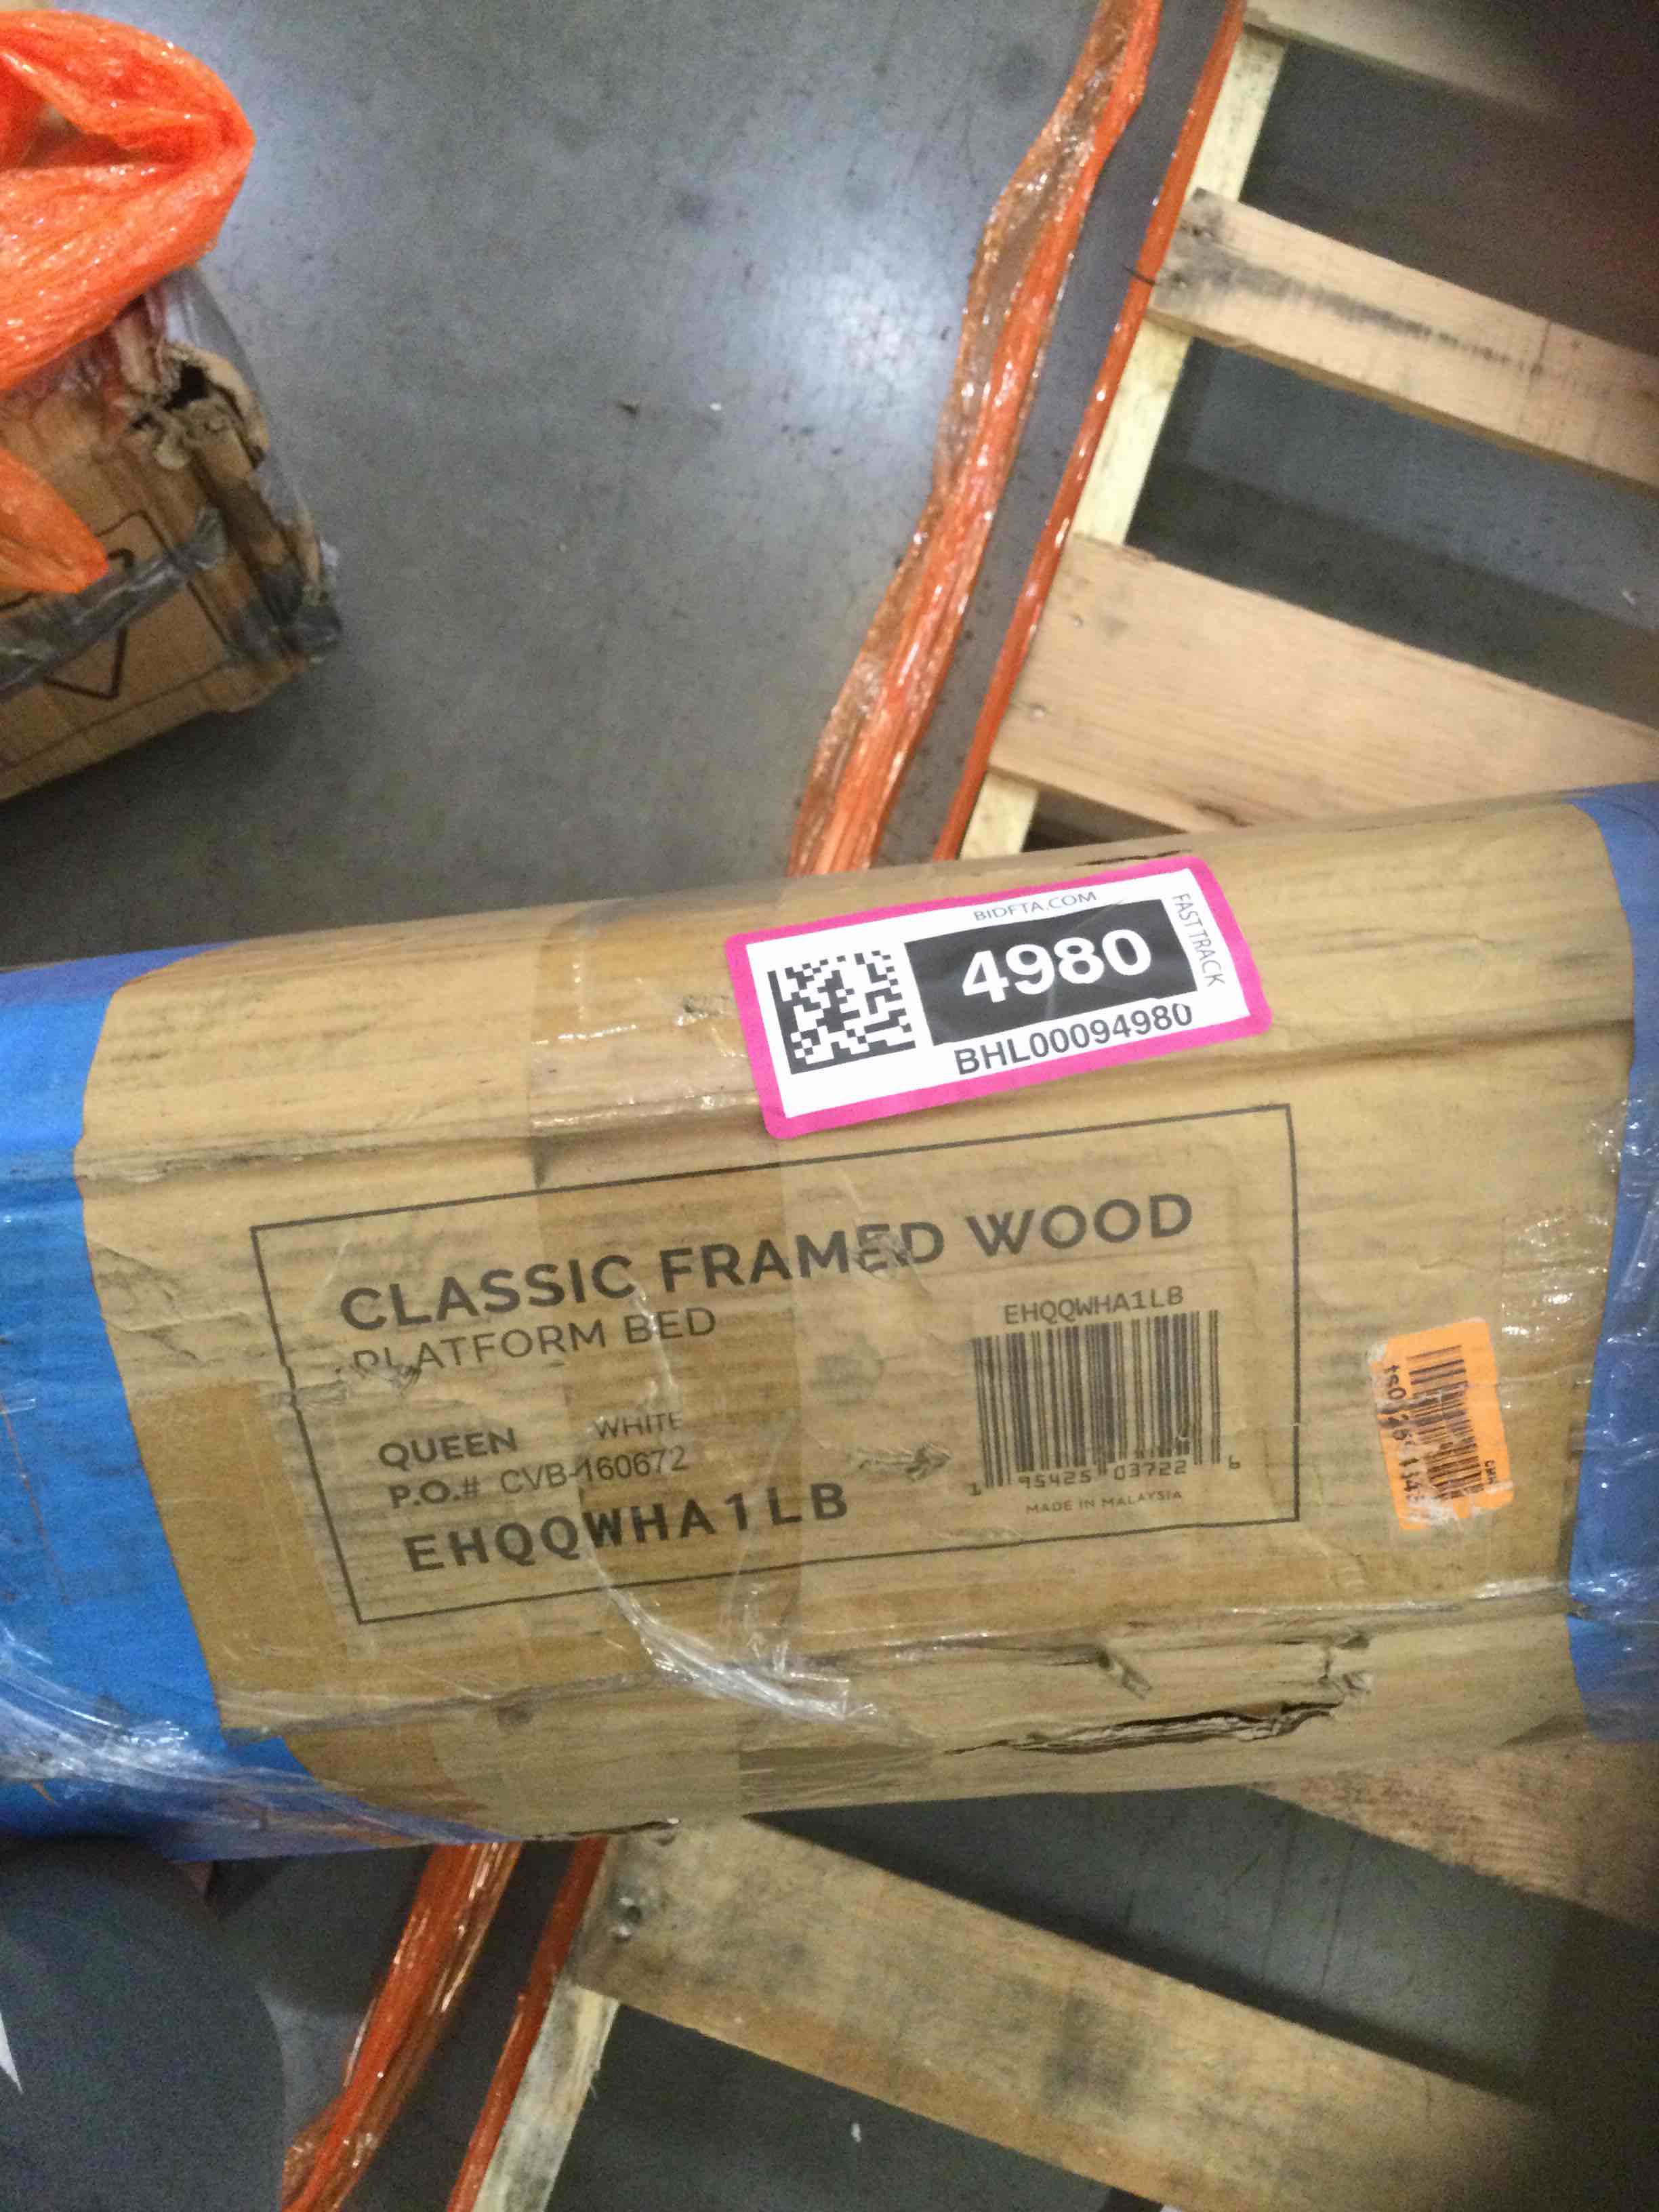 BIDFTA.COM
FAST TRACK
4980
BHL00094980
CLASSIC FRAMED WOOD
PLATFORM BED
EHQQWHA1LB
QUEEN WHITE
P.O.# CVB-160672
EHQQWHA1LB
1 95425 03722 6
MADE IN MALAYSIA